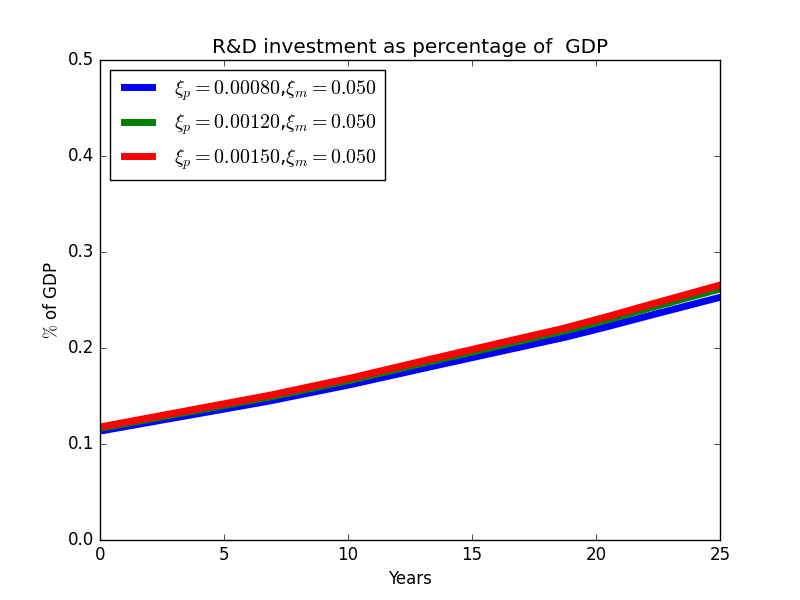 R&D investment as percentage of GDP
ξp = 0.00080,ξm = 0.050
ξp = 0.00120,ξm = 0.050
ξp = 0.00150,ξm = 0.050
% of GDP
0.5
0.4
0.3
0.2
0.1
0.0
0 5 10 15 20 25
Years